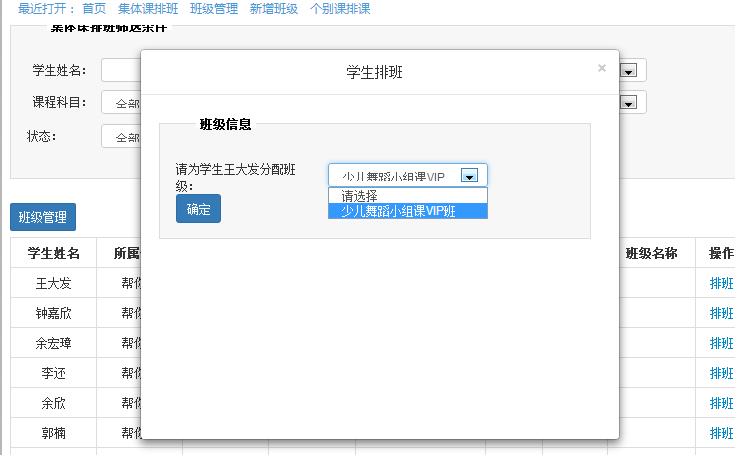 最近打开： 首页 集体课排班 班级管理 新增班级 个别课排课
集体课排班筛选条件
学生排班
×
学生姓名：
课程科目： 全部
状态： 全部
班级信息
请为学生王大发分配班
级：
少儿舞蹈小组课VIP
请选择
少儿舞蹈小组课VIP班
确定
班级管理
学生姓名 所属 班级名称 操作
王大发 帮你 排班
钟嘉欣 帮你 排班
余宏璋 帮你 排班
李还 帮你 排班
余欣 帮你 排班
郭楠 帮你 排班